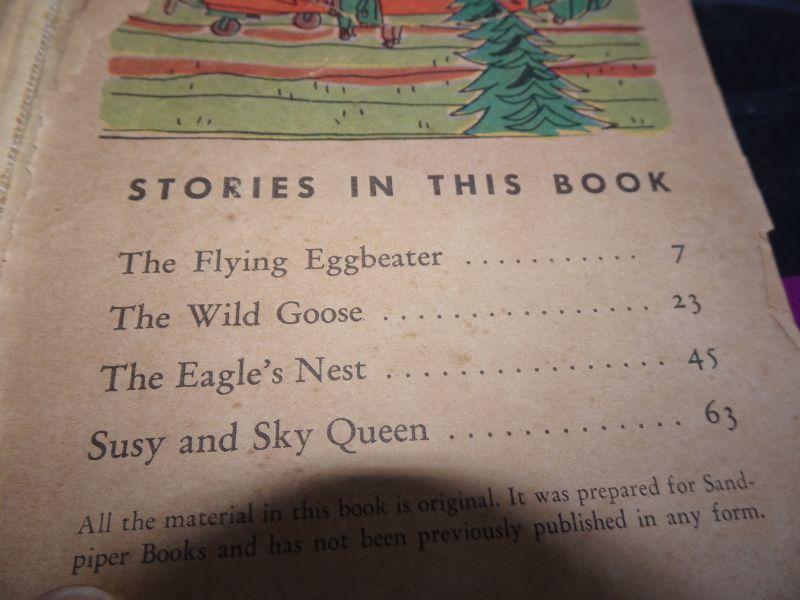 STORIES IN THIS BOOK
The Flying Eggbeater . . . . . . . . . . . 7
The Wild Goose . . . . . . . . . . . . . . . . . 23
The Eagle's Nest . . . . . . . . . . . . . . . . . 45
Susy and Sky Queen . . . . . . . . . . . . . 63
All the material in this book is original. It was prepared for Sand-
piper Books and has not been previously published in any form.